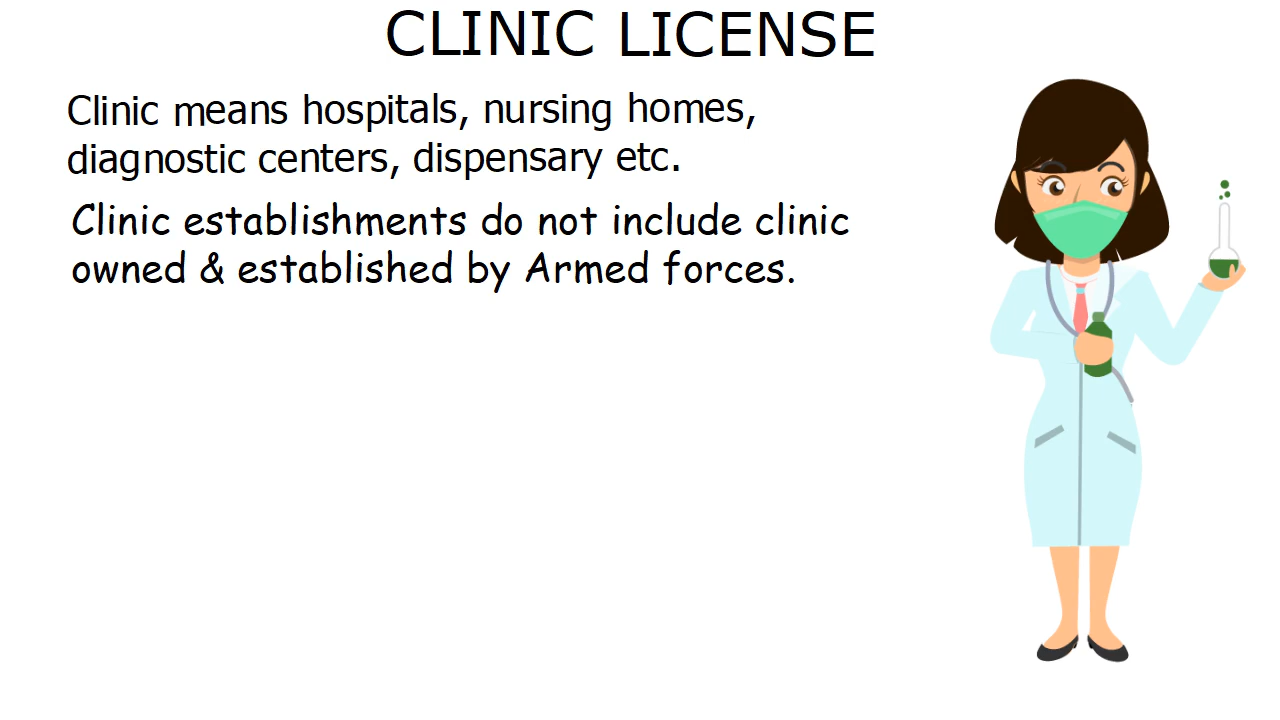 CLINIC LICENSE
Clinic means hospitals, nursing homes,
diagnostic centers, dispensary etc.
Clinic establishments do not include clinic
owned & established by Armed forces.